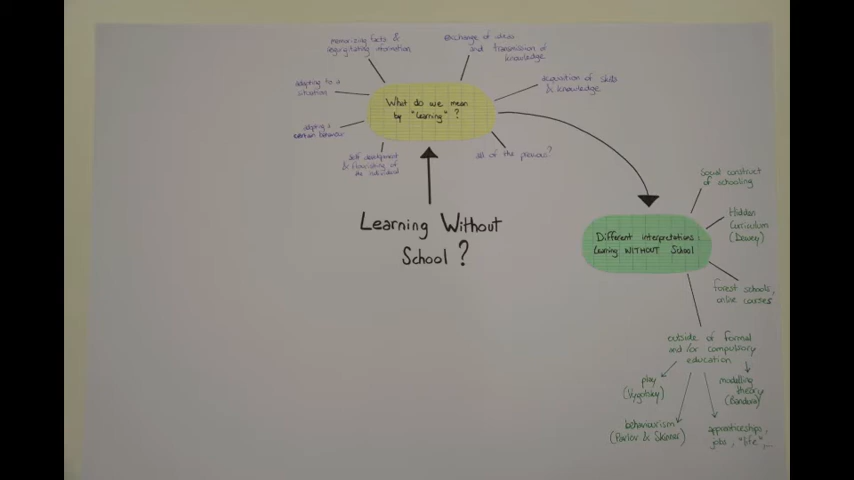 memorizing facts &
regurgitating information
exchange of ideas
and transmission of
knowledge
adapting to a
situation
acquisition of skills
& knowledge
What do we mean
by "learning" ?
adopting a
certain behaviour
self development
& flourishing of
the individual
all of the previous?
Learning Without
School ?
Social construct
of schooling
Hidden
Curriculum
(Dewey)
Different interpretations :
Learning WITHOUT School
Forest schools,
online courses
outside of formal
and/or compulsory
education
play
(Vygotsky)
modelling
theory
(Bandura)
behaviourism
(Pavlov & Skinner)
apprenticeships,
jobs, "life",...